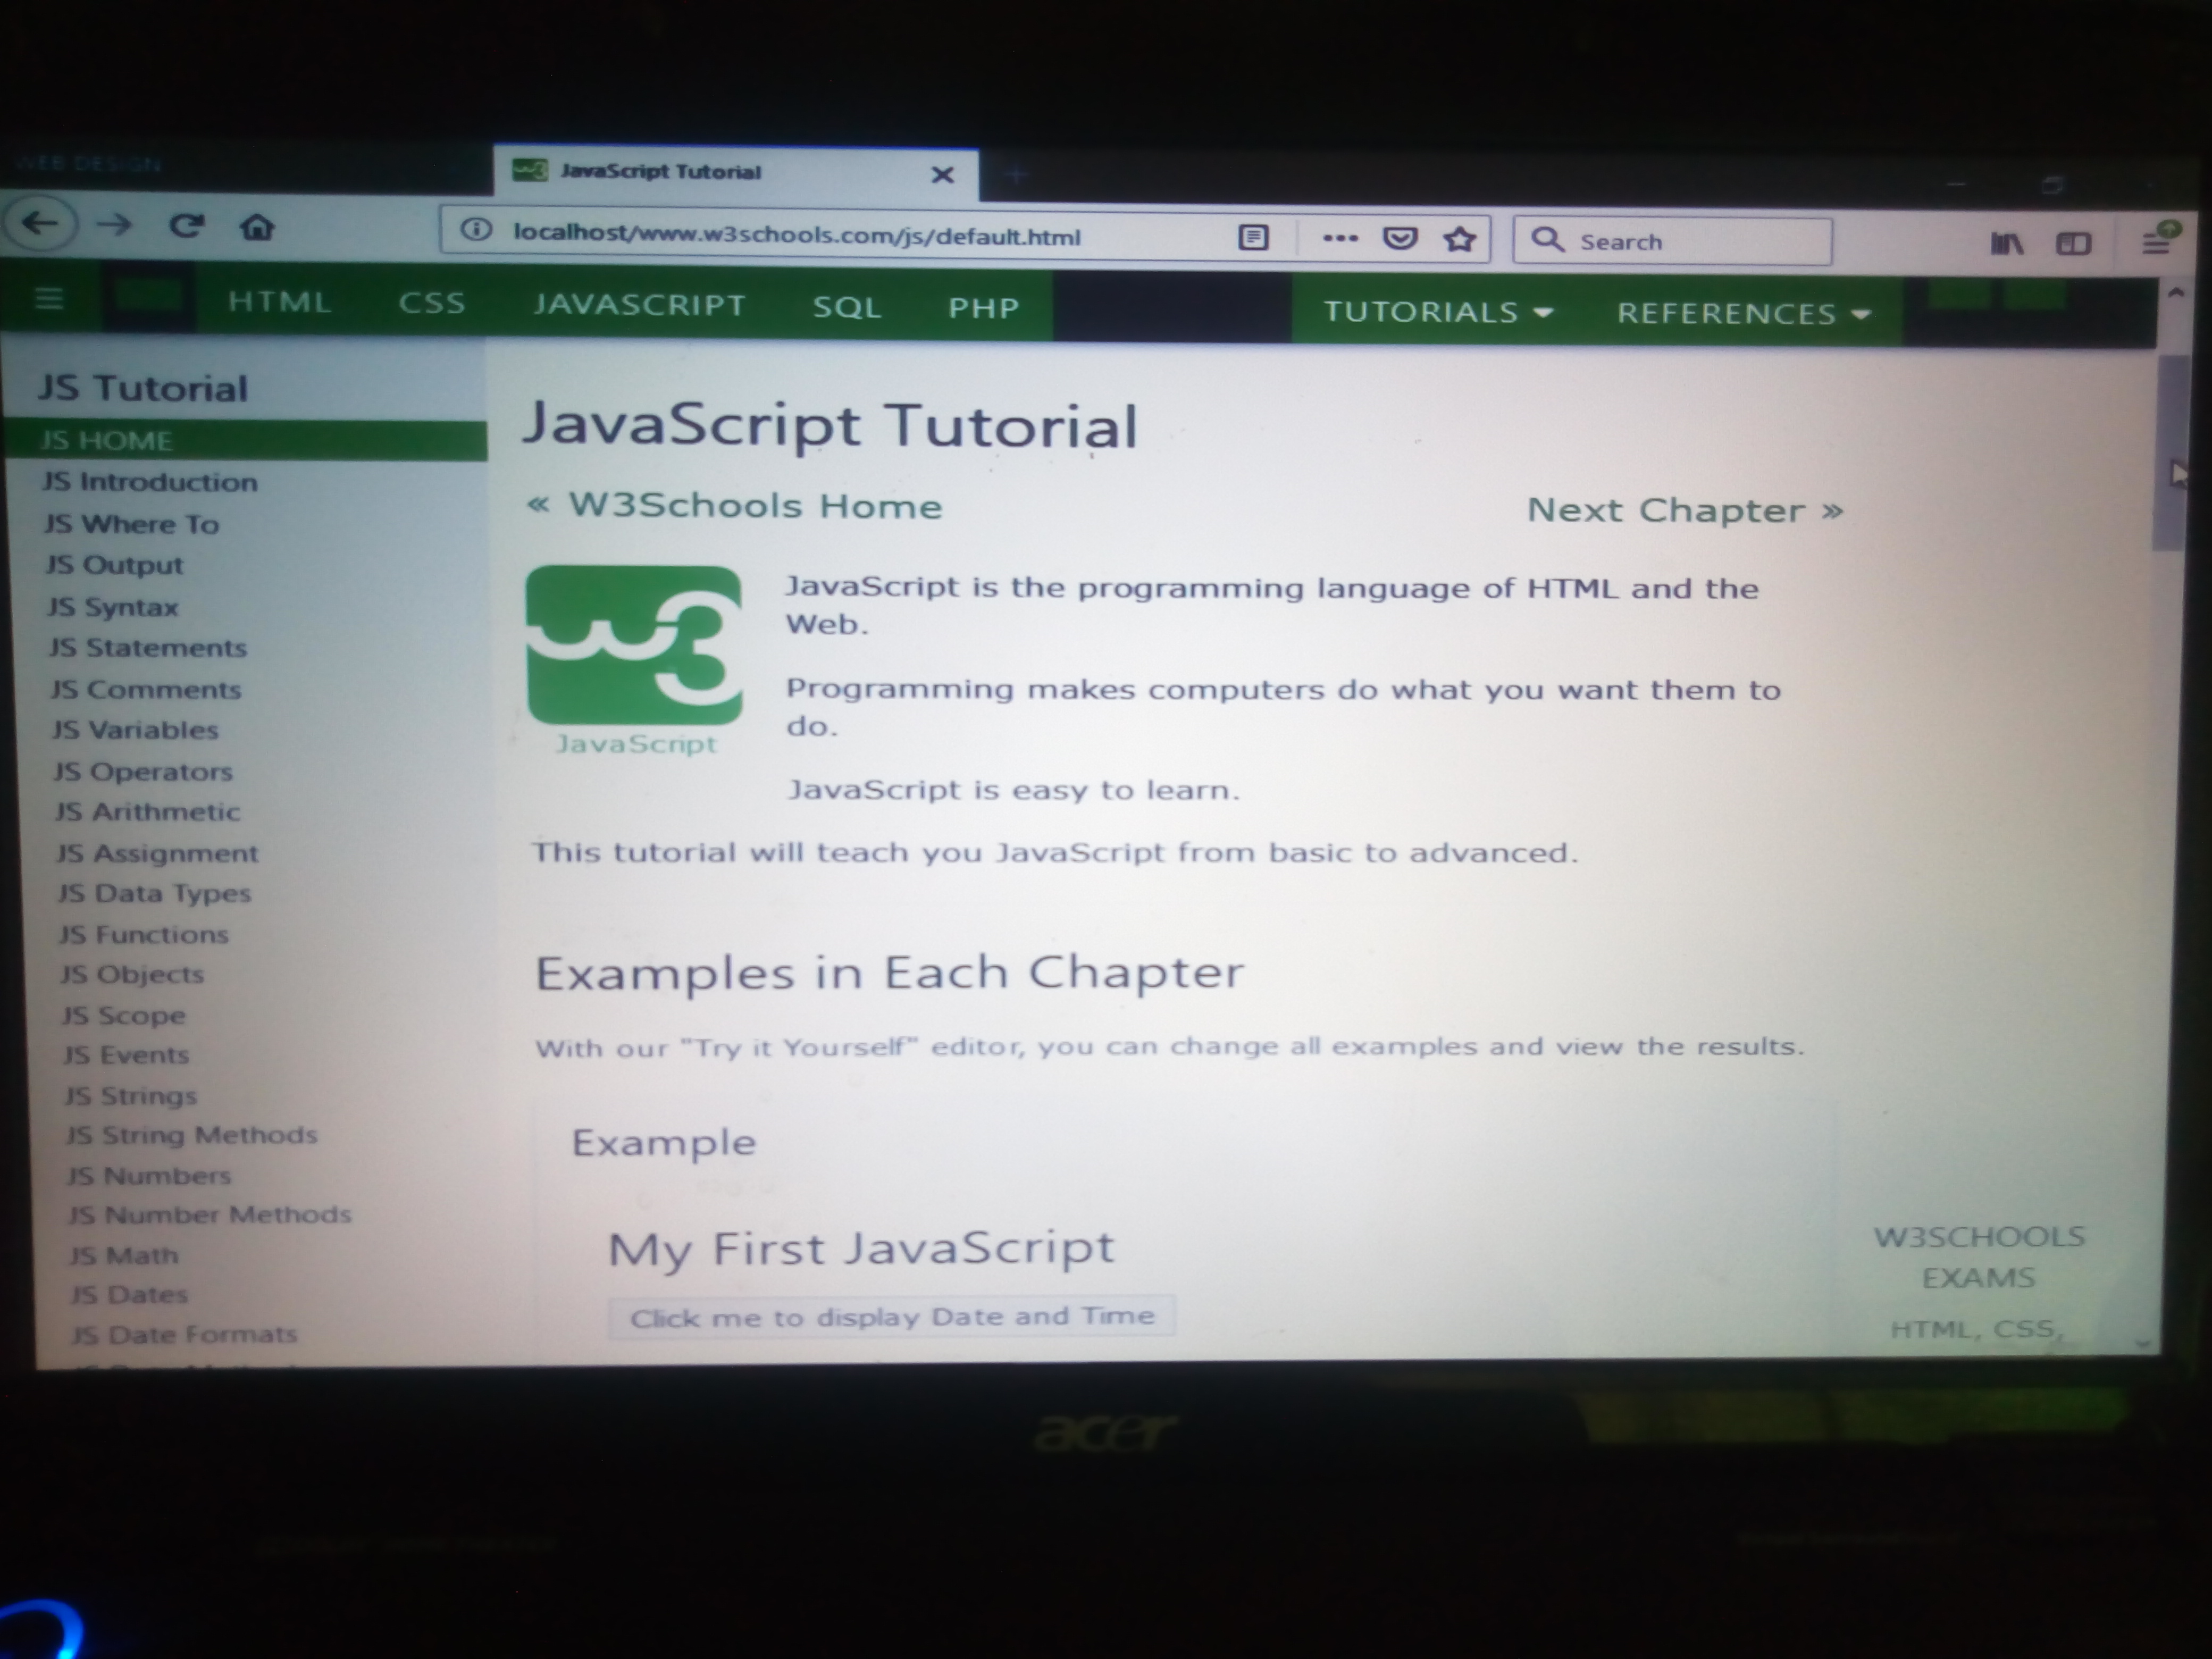 WEB DESIGN
JavaScript Tutorial
localhost/www.w3schools.com/js/default.html
Search
HTML CSS JAVASCRIPT SQL PHP TUTORIALS REFERENCES
JS Tutorial
JS HOME
JS Introduction
JS Where To
JS Output
JS Syntax
JS Statements
JS Comments
JS Variables
JS Operators
JS Arithmetic
JS Assignment
JS Data Types
JS Functions
JS Objects
JS Scope
JS Events
JS Strings
JS String Methods
JS Numbers
JS Number Methods
JS Math
JS Dates
JS Date Formats
JavaScript Tutorial
« W3Schools Home
Next Chapter »
w3
JavaScript
JavaScript is the programming language of HTML and the
Web.
Programming makes computers do what you want them to
do.
JavaScript is easy to learn.
This tutorial will teach you JavaScript from basic to advanced.
Examples in Each Chapter
With our "Try it Yourself" editor, you can change all examples and view the results.
Example
My First JavaScript
Click me to display Date and Time
W3SCHOOLS
EXAMS
HTML, CSS,
acer